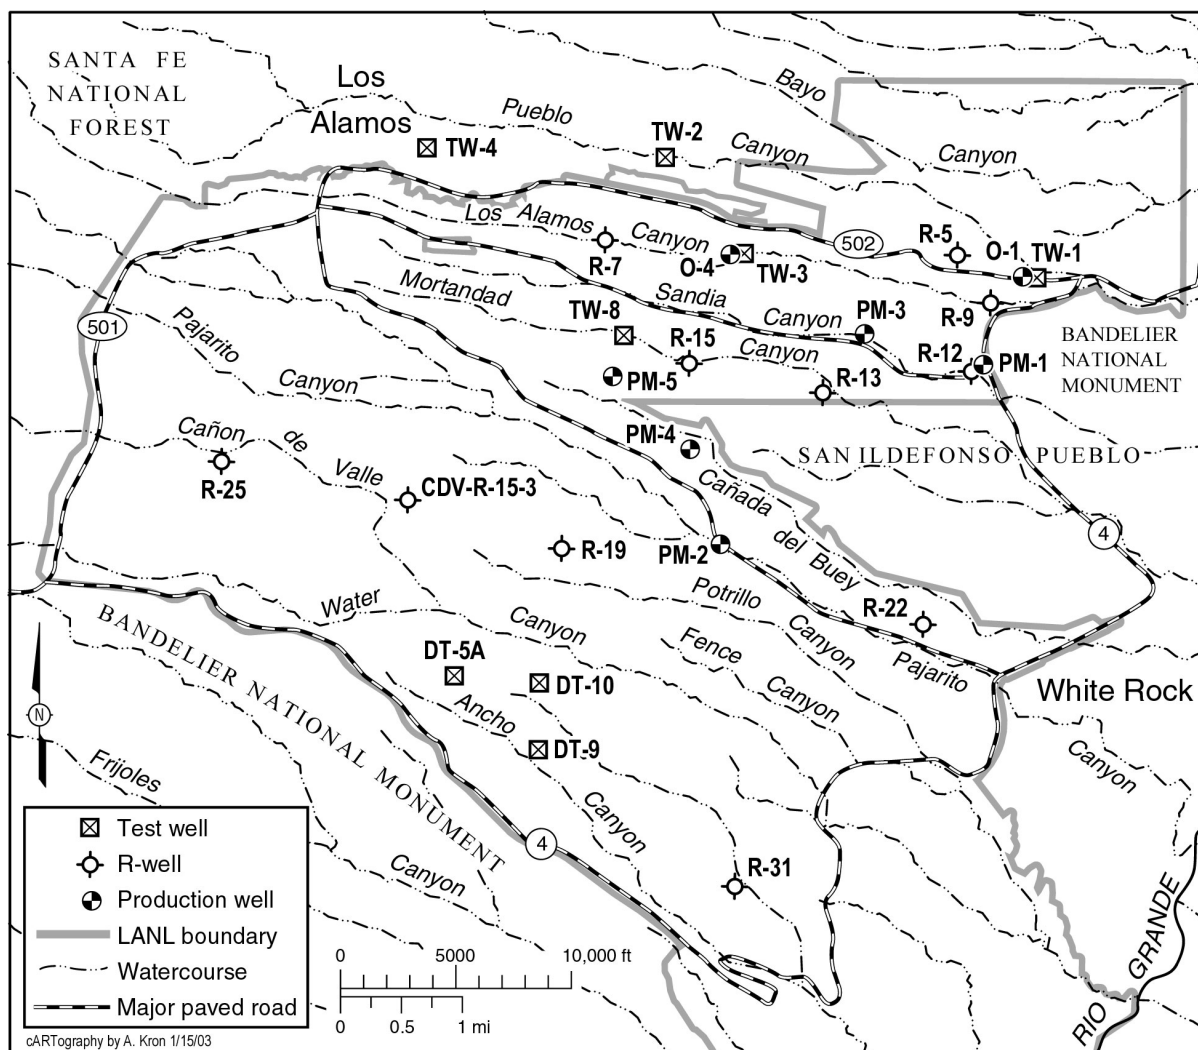 SANTA FE
NATIONAL
FOREST
Los
Alamos
TW-4
Pueblo
TW-2
Canyon
Bayo
Canyon
Los Alamos
Canyon
R-7
O-4
TW-3
502
R-5
O-1
TW-1
501
Mortandad
TW-8
Sandia
Canyon
PM-3
R-9
R-15
Canyon
R-12
PM-1
BANDELIER
NATIONAL
MONUMENT
Pajarito
Canyon
PM-5
R-13
Cañon de Valle
R-25
CDV-R-15-3
PM-4
SAN ILDEFONSO PUEBLO
Cañada del Buey
4
R-19
PM-2
Water
Canyon
Potrillo
Canyon
R-22
Fence
Canyon
Pajarito
White Rock
Canyon
BANDELIER NATIONAL MONUMENT
DT-5A
DT-10
Ancho
DT-9
Canyon
N
Frijoles
Canyon
4
R-31
RIO GRANDE
Test well
R-well
Production well
LANL boundary
Watercourse
Major paved road
0 5000 10,000 ft
0 0.5 1 mi
cARTography by A. Kron 1/15/03